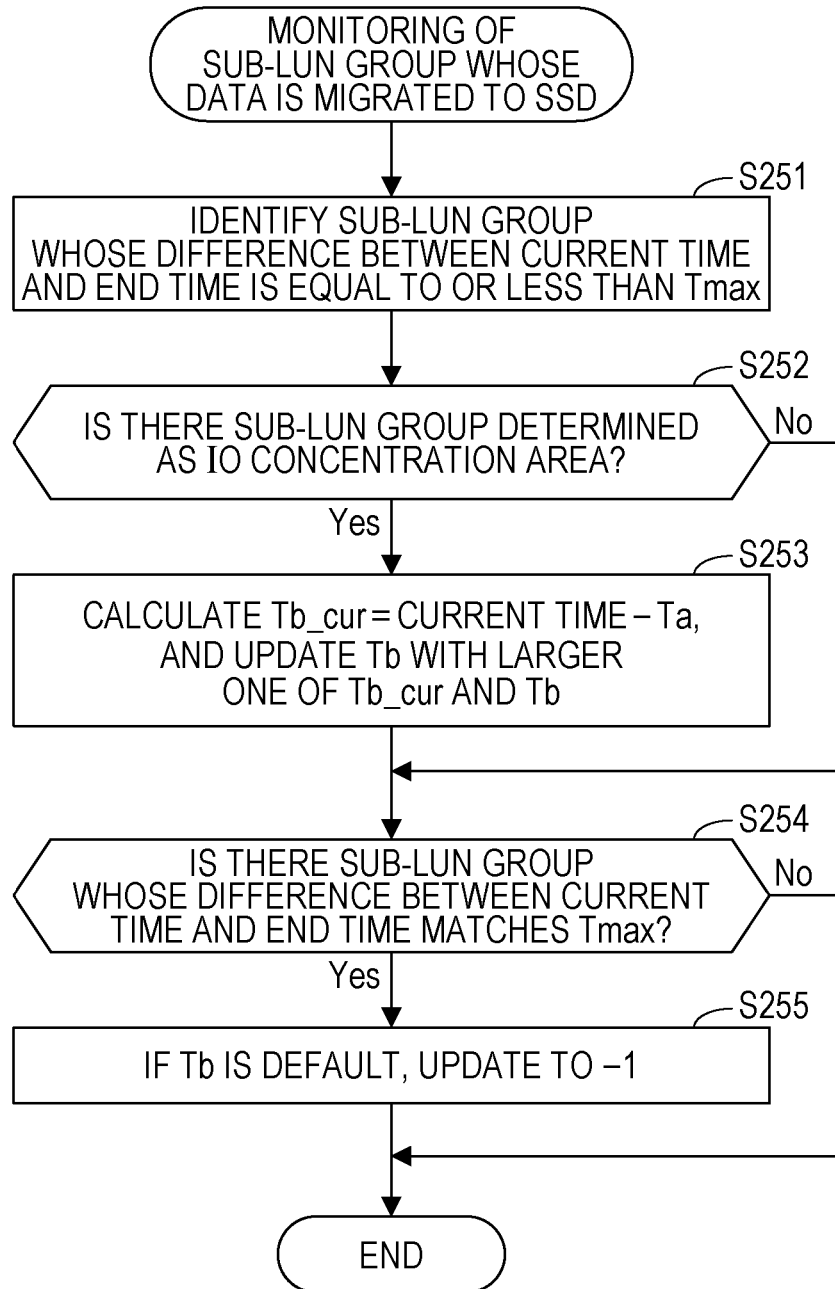 MONITORING OF
SUB-LUN GROUP WHOSE
DATA IS MIGRATED TO SSD
S251
IDENTIFY SUB-LUN GROUP
WHOSE DIFFERENCE BETWEEN CURRENT TIME
AND END TIME IS EQUAL TO OR LESS THAN Tmax
S252
IS THERE SUB-LUN GROUP DETERMINED
AS IO CONCENTRATION AREA?
No
Yes
S253
CALCULATE Tb_cur = CURRENT TIME – Ta,
AND UPDATE Tb WITH LARGER
ONE OF Tb_cur AND Tb
S254
IS THERE SUB-LUN GROUP
WHOSE DIFFERENCE BETWEEN CURRENT
TIME AND END TIME MATCHES Tmax?
No
Yes
S255
IF Tb IS DEFAULT, UPDATE TO –1
END